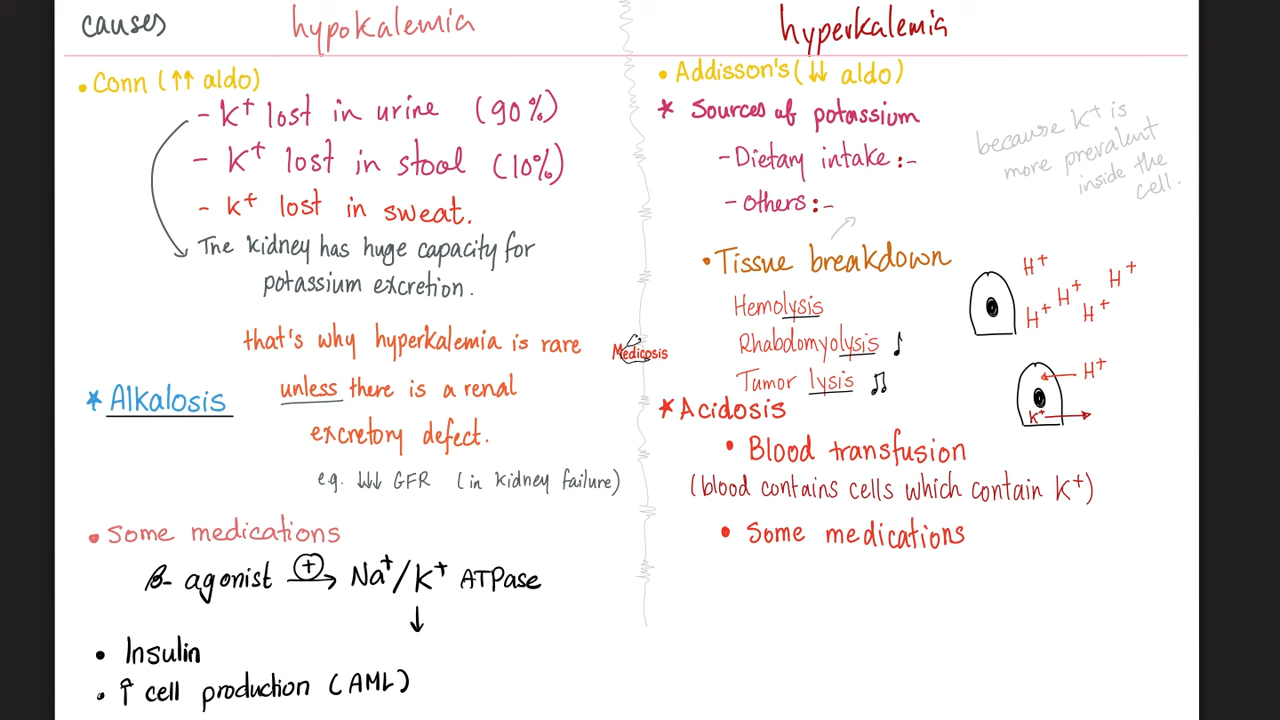 causes
hypokalemia
• Conn (↑↑ aldo)
- K+ lost in urine (90%)
- K+ lost in stool (10%)
- K+ lost in sweat.
The kidney has huge capacity for
potassium excretion.
that's why hyperkalemia is rare
unless there is a renal
excretory defect.
e.g. ↓↓↓ GFR (in kidney failure)
* Alkalosis
• Some medications
β- agonist ⊕→ Na+/K+ ATPase
↓
• Insulin
• ↑ cell production (AML)
Medicosis
hyperkalemia
• Addisson's (↓↓ aldo)
* Sources of potassium
- Dietary intake :-
- others :-
because K+ is
more prevalent
inside the
cell.
• Tissue breakdown
Hemolysis
Rhabdomyolysis ♪
Tumor lysis ♫
H+
H+ H+ H+ H+
H+
K+
* Acidosis
• Blood transfusion
(blood contains cells which contain K+)
• Some medications